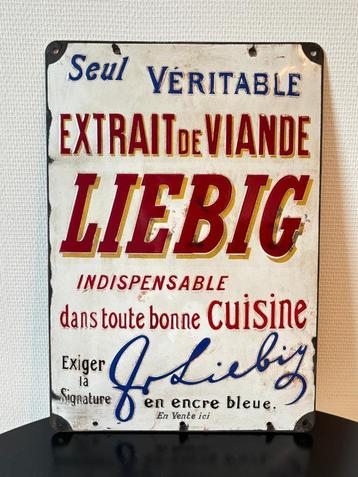 Seul VÉRITABLE
EXTRAIT DE VIANDE
LIEBIG
INDISPENSABLE
dans toute bonne CUISINE
Exiger
la
Signature
Jv Liebig
en encre bleue.
En Vente ici